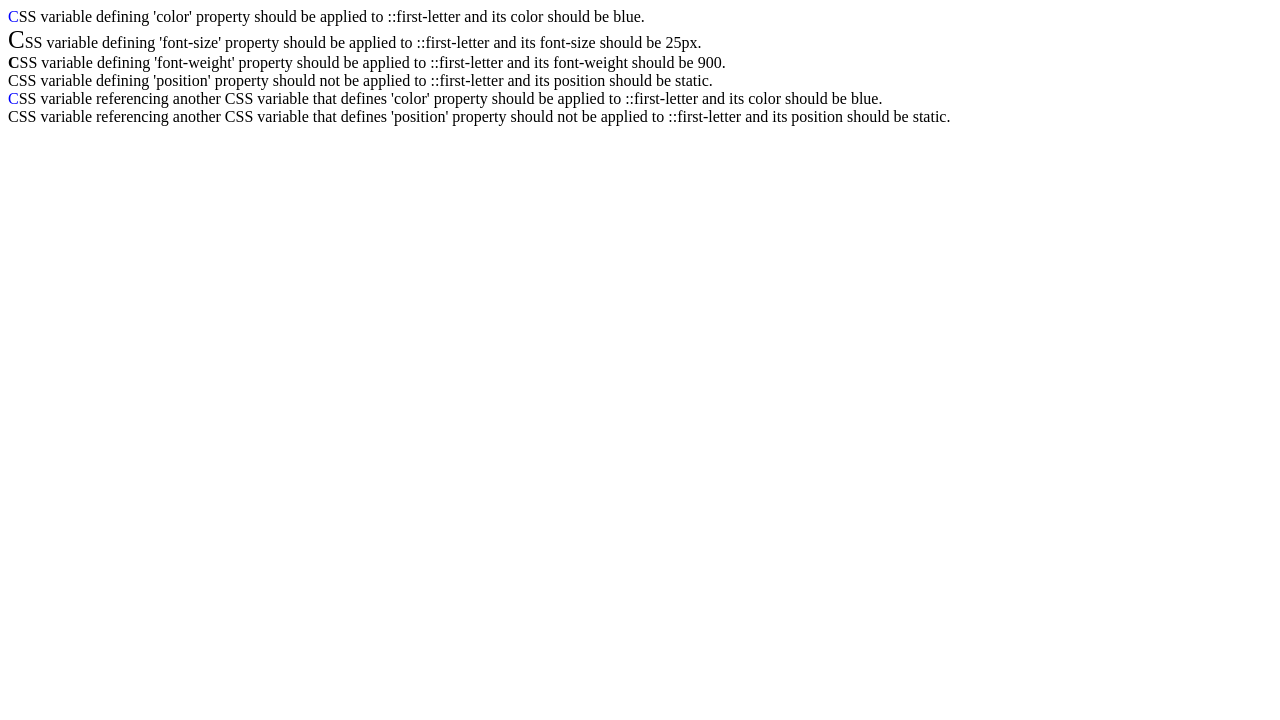 CSS variable defining 'color' property should be applied to ::first-letter and its color should be blue.
CSS variable defining 'font-size' property should be applied to ::first-letter and its font-size should be 25px.
CSS variable defining 'font-weight' property should be applied to ::first-letter and its font-weight should be 900.
CSS variable defining 'position' property should not be applied to ::first-letter and its position should be static.
CSS variable referencing another CSS variable that defines 'color' property should be applied to ::first-letter and its color should be blue.
CSS variable referencing another CSS variable that defines 'position' property should not be applied to ::first-letter and its position should be static.